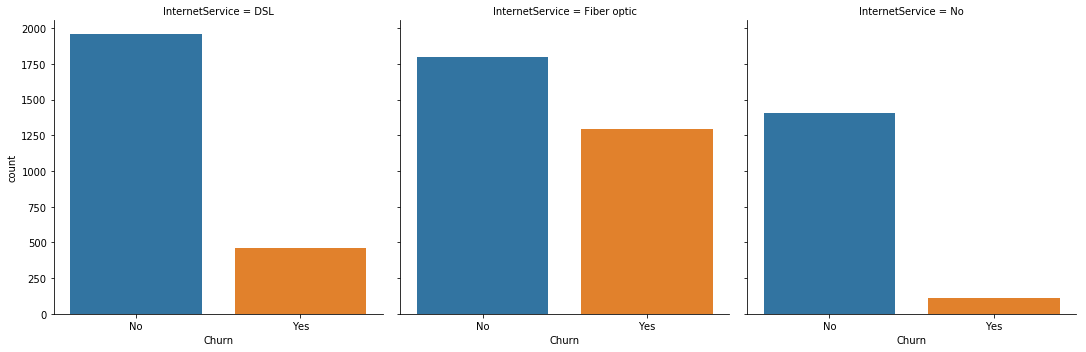 InternetService = DSL
InternetService = Fiber optic
InternetService = No
count
2000
1750
1500
1250
1000
750
500
250
0
No
Yes
Churn
No
Yes
Churn
No
Yes
Churn